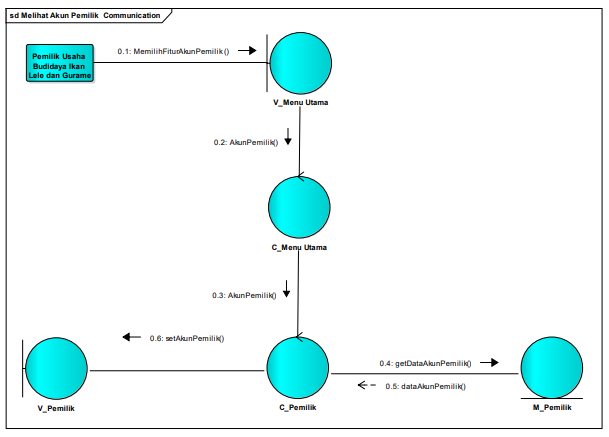 sd Melihat Akun Pemilik Communication
Pemilik Usaha
Budidaya Ikan
Lele dan Gurame
0.1: MemilihFiturAkunPemilik()
V_Menu Utama
0.2: AkunPemilik()
C_Menu Utama
0.3: AkunPemilik()
0.6: setAkunPemilik()
0.4: getDataAkunPemilik()
0.5: dataAkunPemilik()
V_Pemilik
C_Pemilik
M_Pemilik